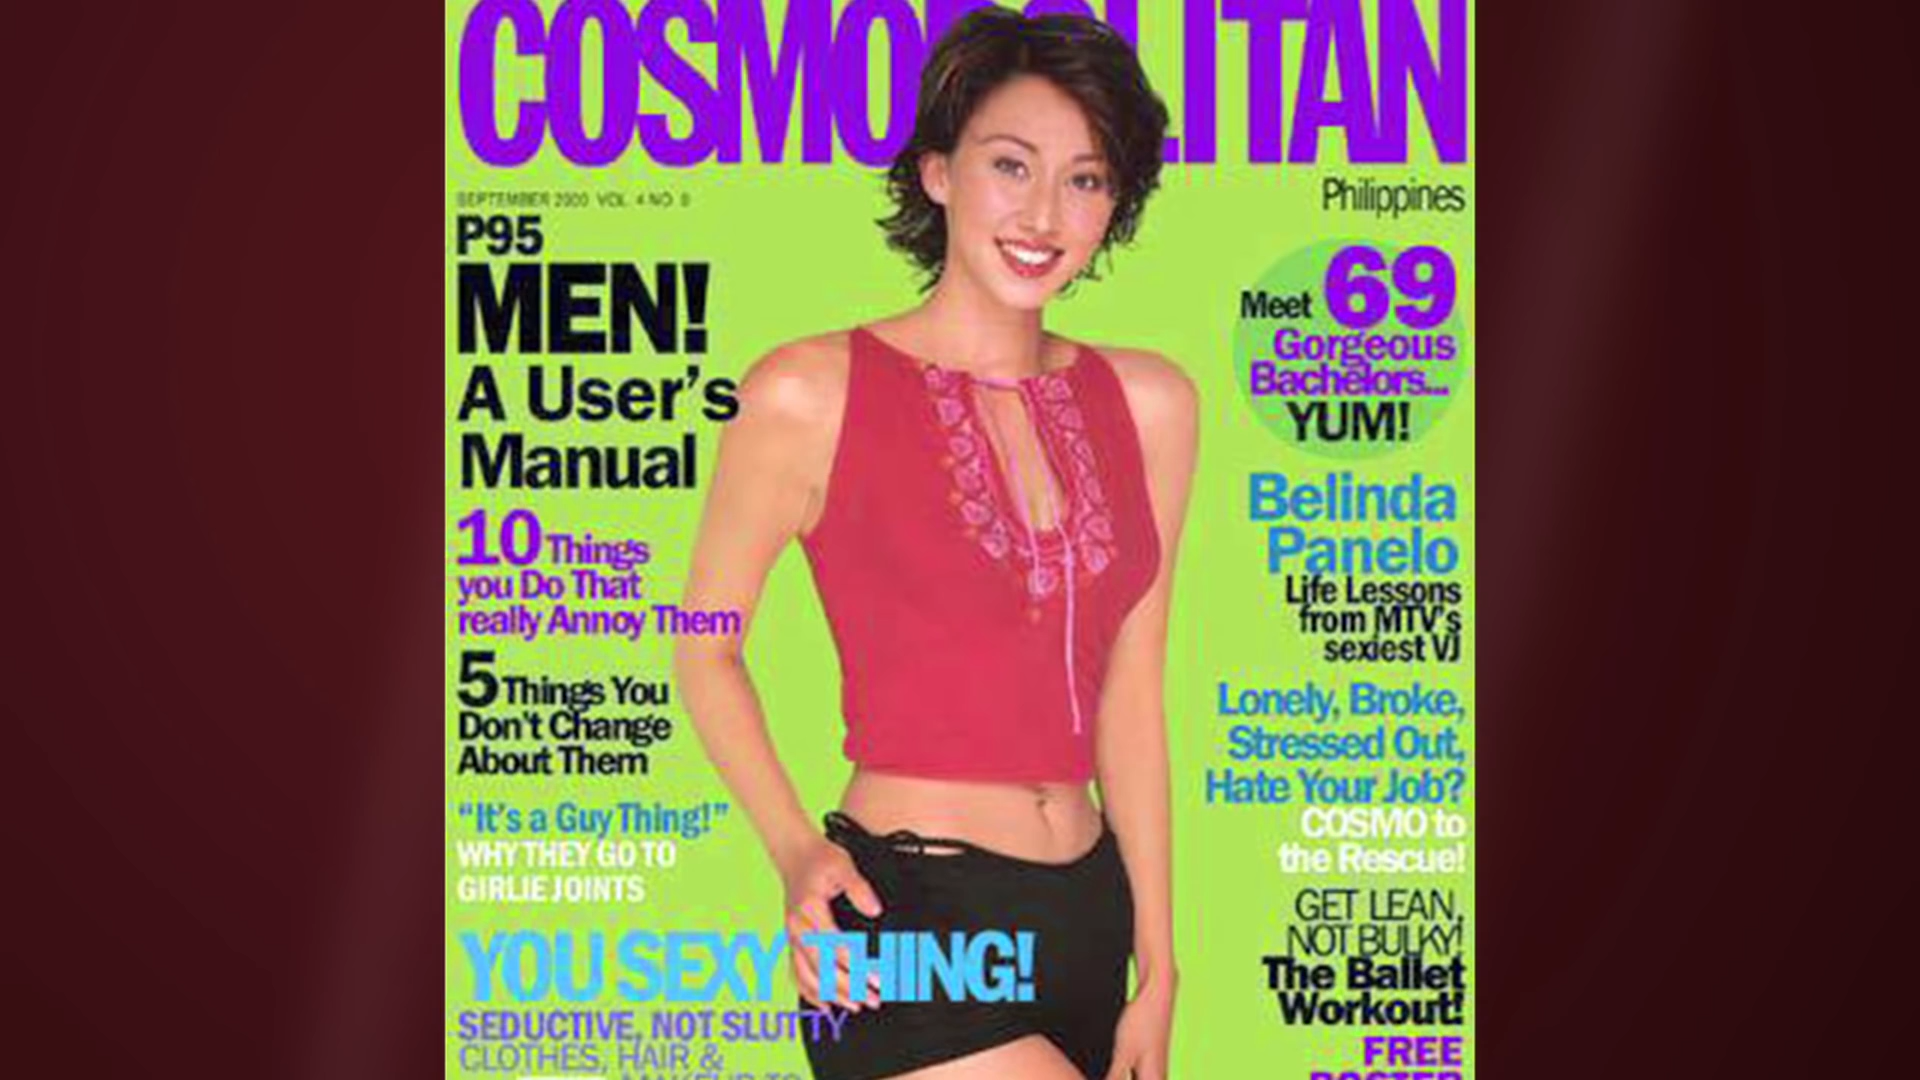 COSMOPOLITAN
Philippines
SEPTEMBER 2000 VOL. 4 NO. 9
P95
MEN!
A User's
Manual
10 Things
you Do That
really Annoy Them
5 Things You
Don't Change
About Them
"It's a Guy Thing!"
WHY THEY GO TO
GIRLIE JOINTS
YOU SEXY THING!
SEDUCTIVE, NOT SLUTTY
CLOTHES, HAIR &
Meet 69
Gorgeous
Bachelors...
YUM!
Belinda
Panelo
Life Lessons
from MTV's
sexiest VJ
Lonely, Broke,
Stressed Out,
Hate Your Job?
COSMO to
the Rescue!
GET LEAN,
NOT BULKY!
The Ballet
Workout!
FREE